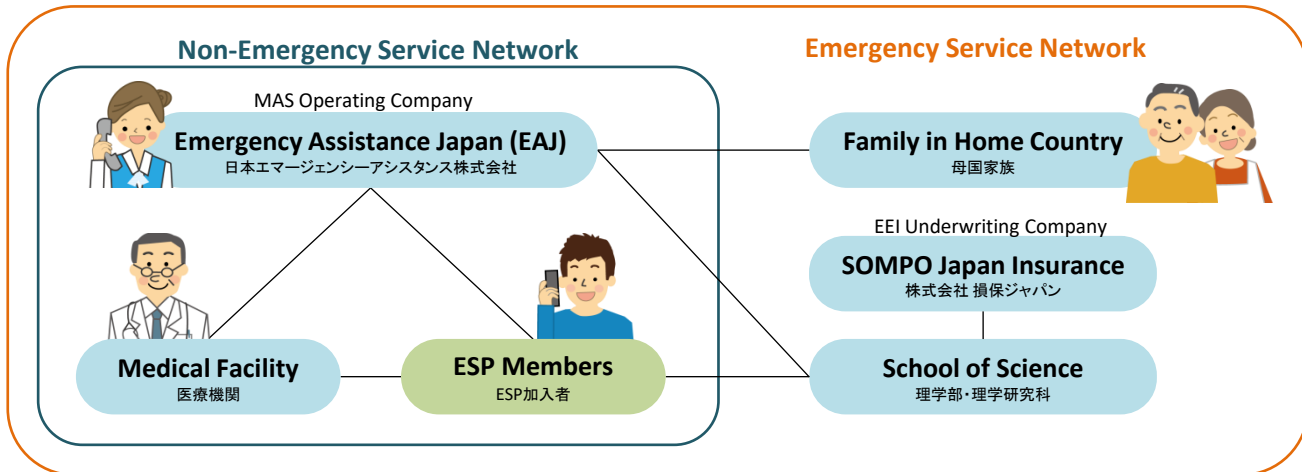 Non-Emergency Service Network
Emergency Service Network
MAS Operating Company
Emergency Assistance Japan (EAJ)
日本エマージェンシーアシスタンス株式会社
Family in Home Country
母国家族
EEI Underwriting Company
SOMPO Japan Insurance
株式会社 損保ジャパン
Medical Facility
医療機関
ESP Members
ESP加入者
School of Science
理学部・理学研究科